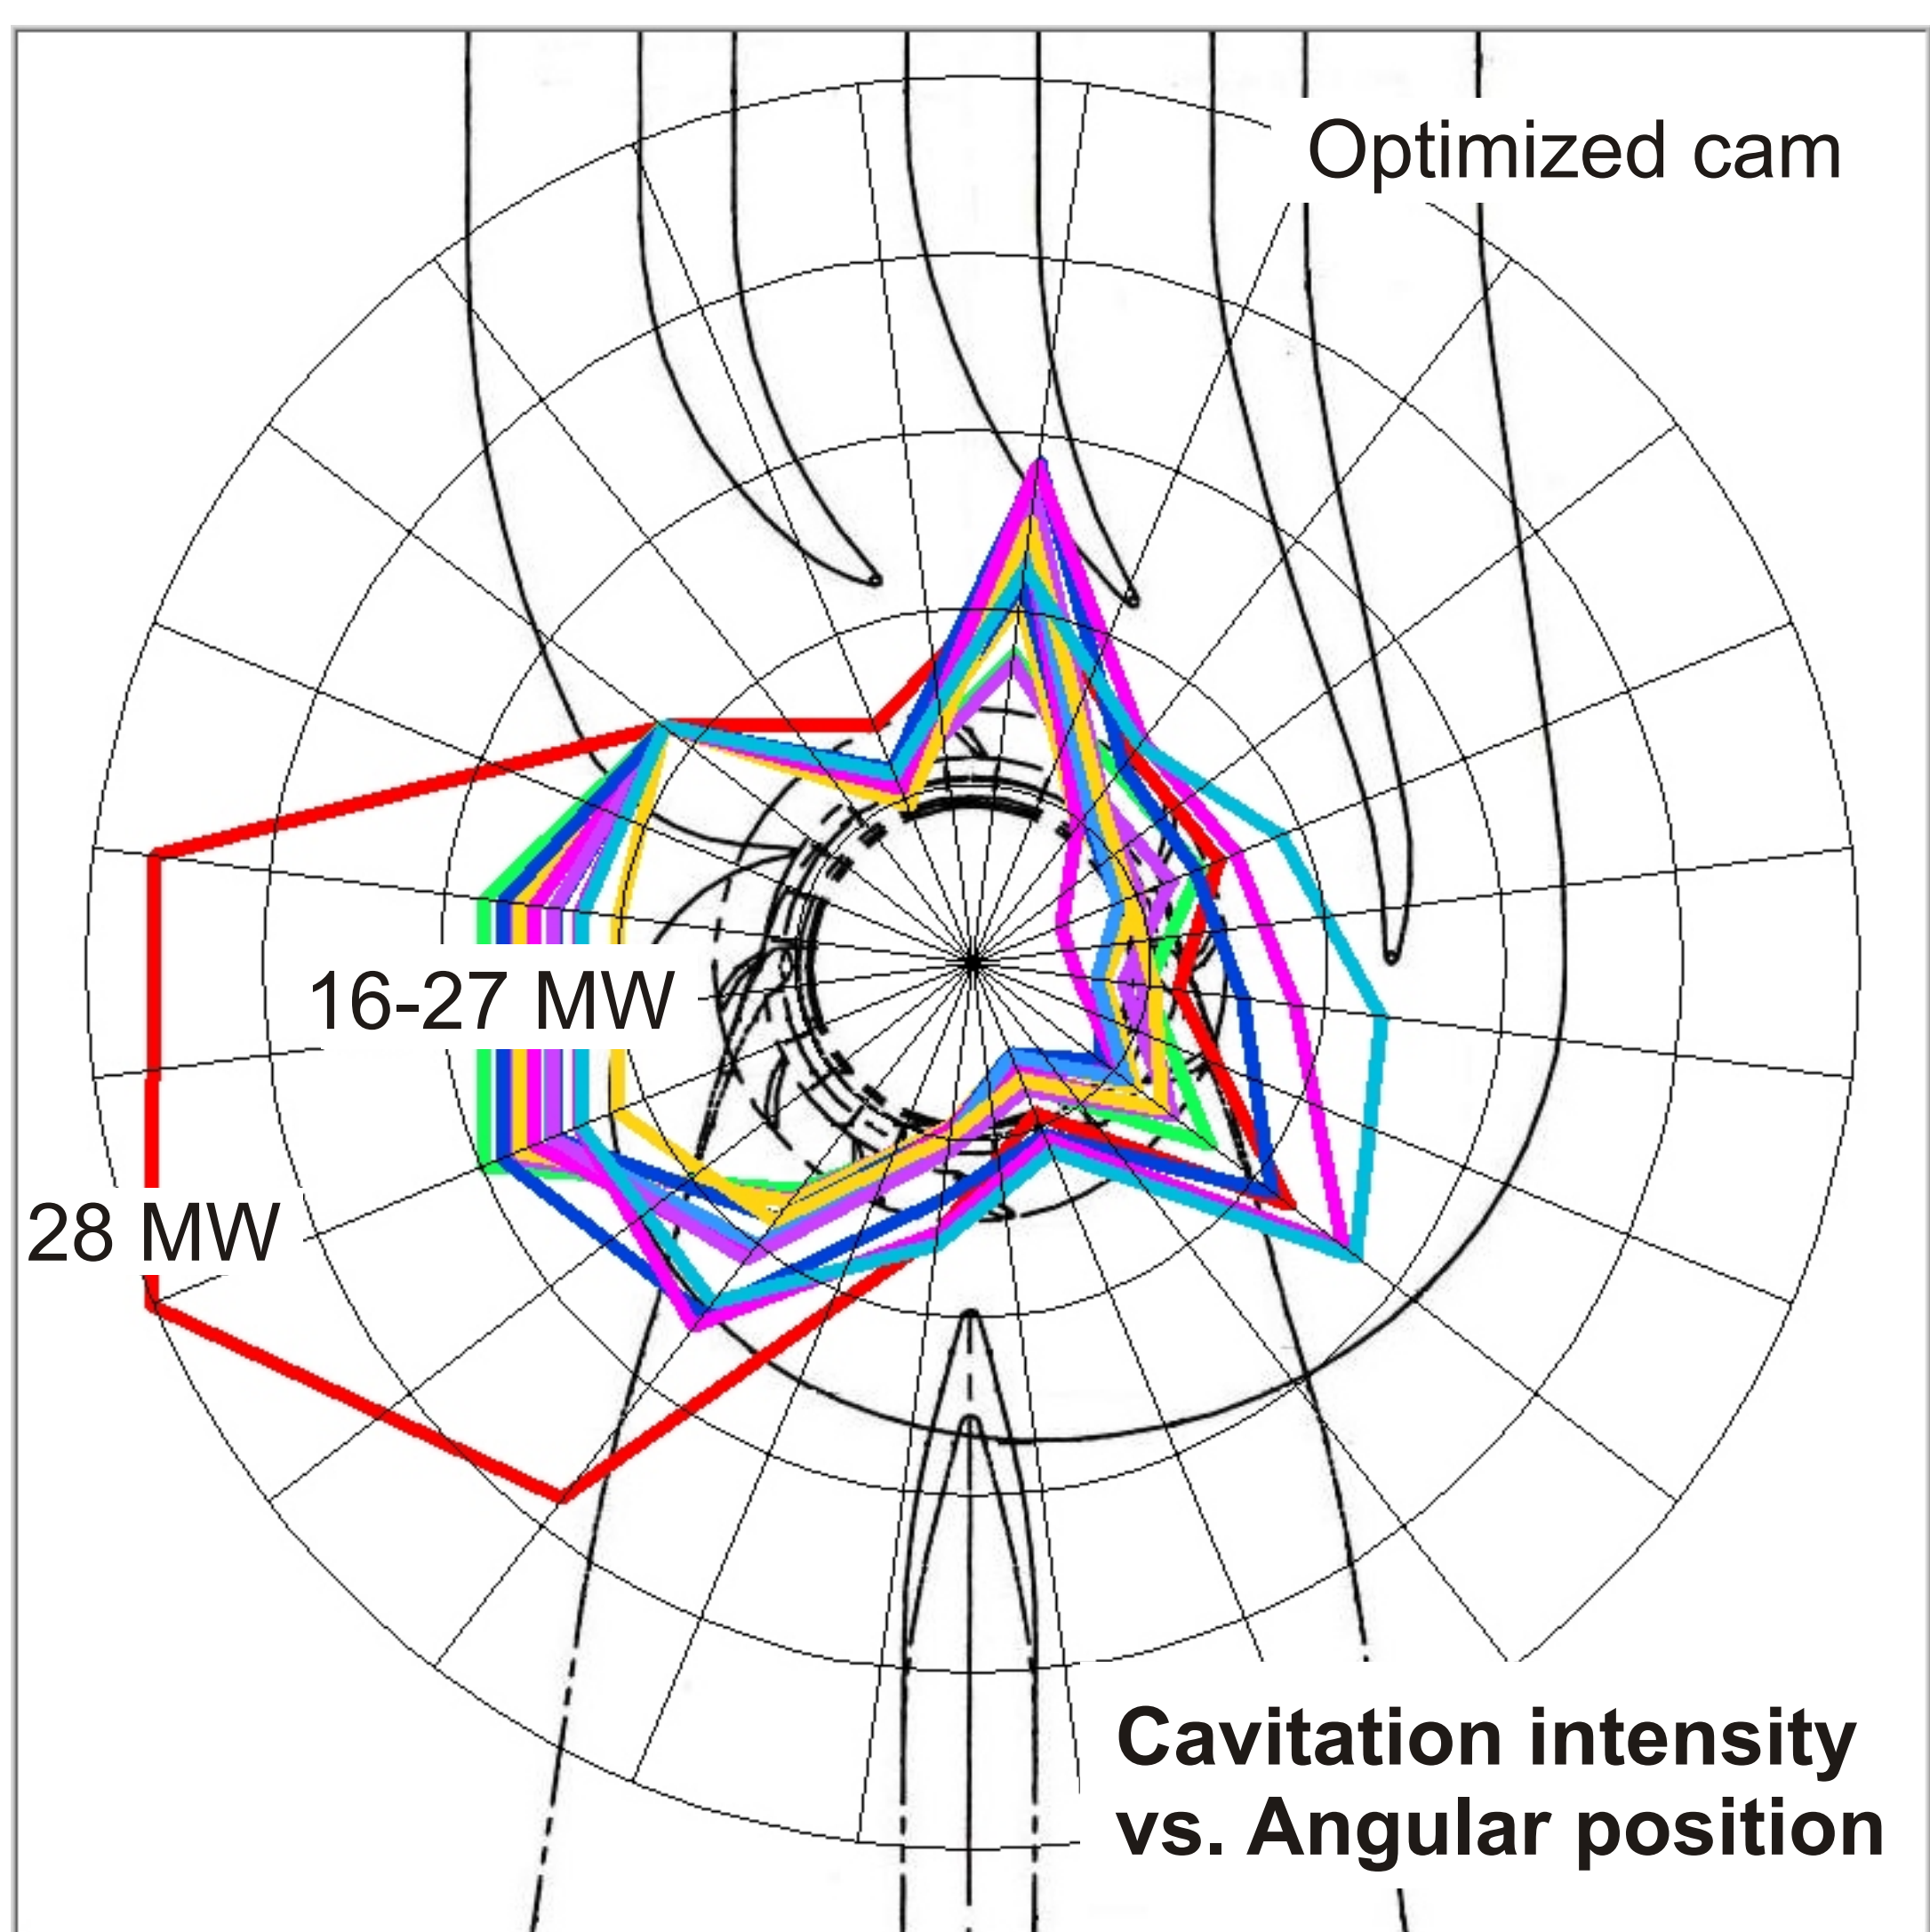 Optimized cam
16-27 MW
28 MW
Cavitation intensity
vs. Angular position